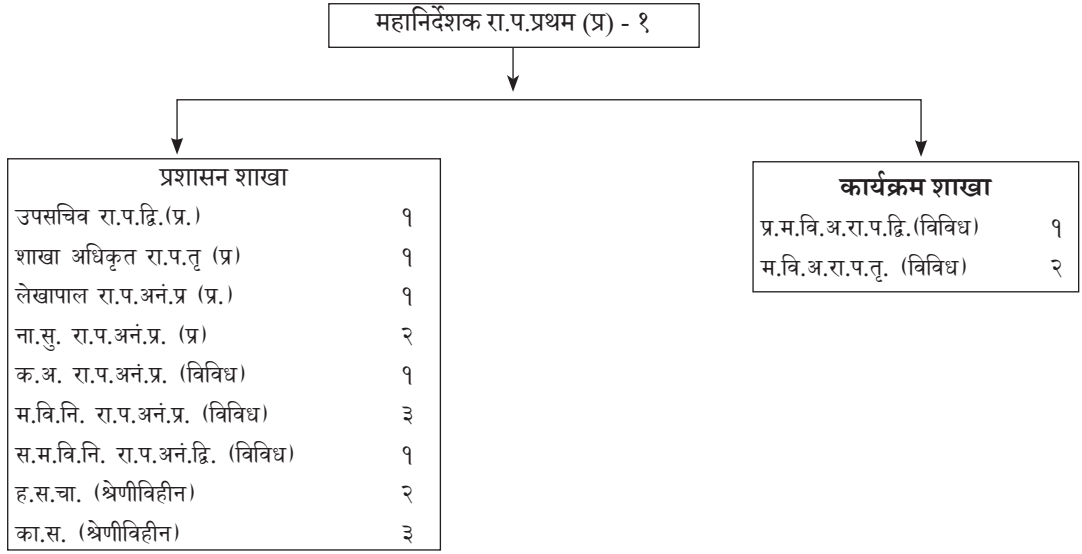 महानिर्देशक रा.प.प्रथम (प्र) - १
प्रशासन शाखा
उपसचिव रा.प.द्वि.(प्र.) १
शाखा अधिकृत रा.प.तृ (प्र) १
लेखापाल रा.प.अनं.प्र (प्र.) १
ना.सु. रा.प.अनं.प्र. (प्र) २
क.अ. रा.प.अनं.प्र. (विविध) १
म.वि.नि. रा.प.अनं.प्र. (विविध) ३
स.म.वि.नि. रा.प.अनं.द्वि. (विविध) १
ह.स.चा. (श्रेणीविहीन) २
का.स. (श्रेणीविहीन) ३
कार्यक्रम शाखा
प्र.म.वि.अ.रा.प.द्वि.(विविध) १
म.वि.अ.रा.प.तृ. (विविध) २